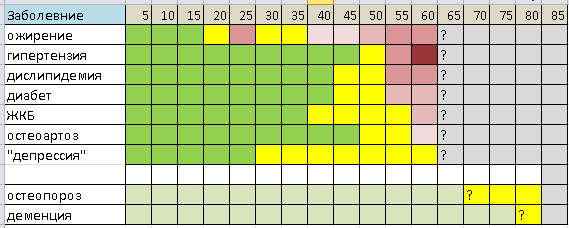 Заболевние 5 10 15 20 25 30 35 40 45 50 55 60 65 70 75 80 85
ожирение ?
гипертензия ?
дислипидемия ?
диабет ?
ЖКБ ?
остеоартоз ?
"депрессия" ?
остеопороз ?
деменция ?